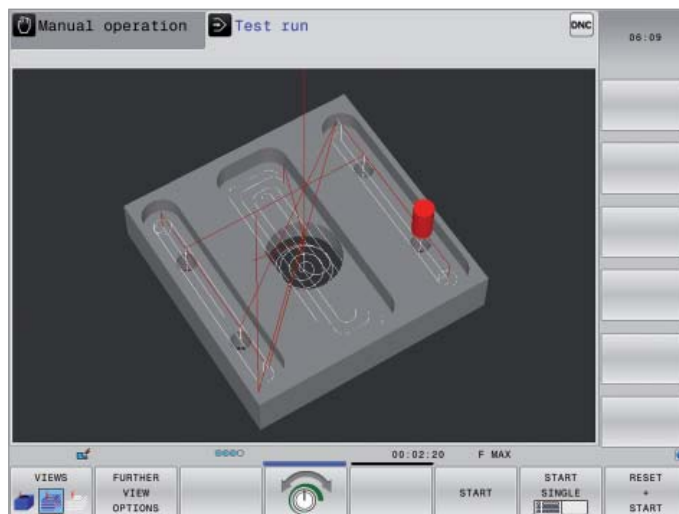 Manual operation
Test run
DNC
06:09
00:02:20 F MAX
VIEWS
FURTHER
VIEW
OPTIONS
START
START
SINGLE
RESET
+
START